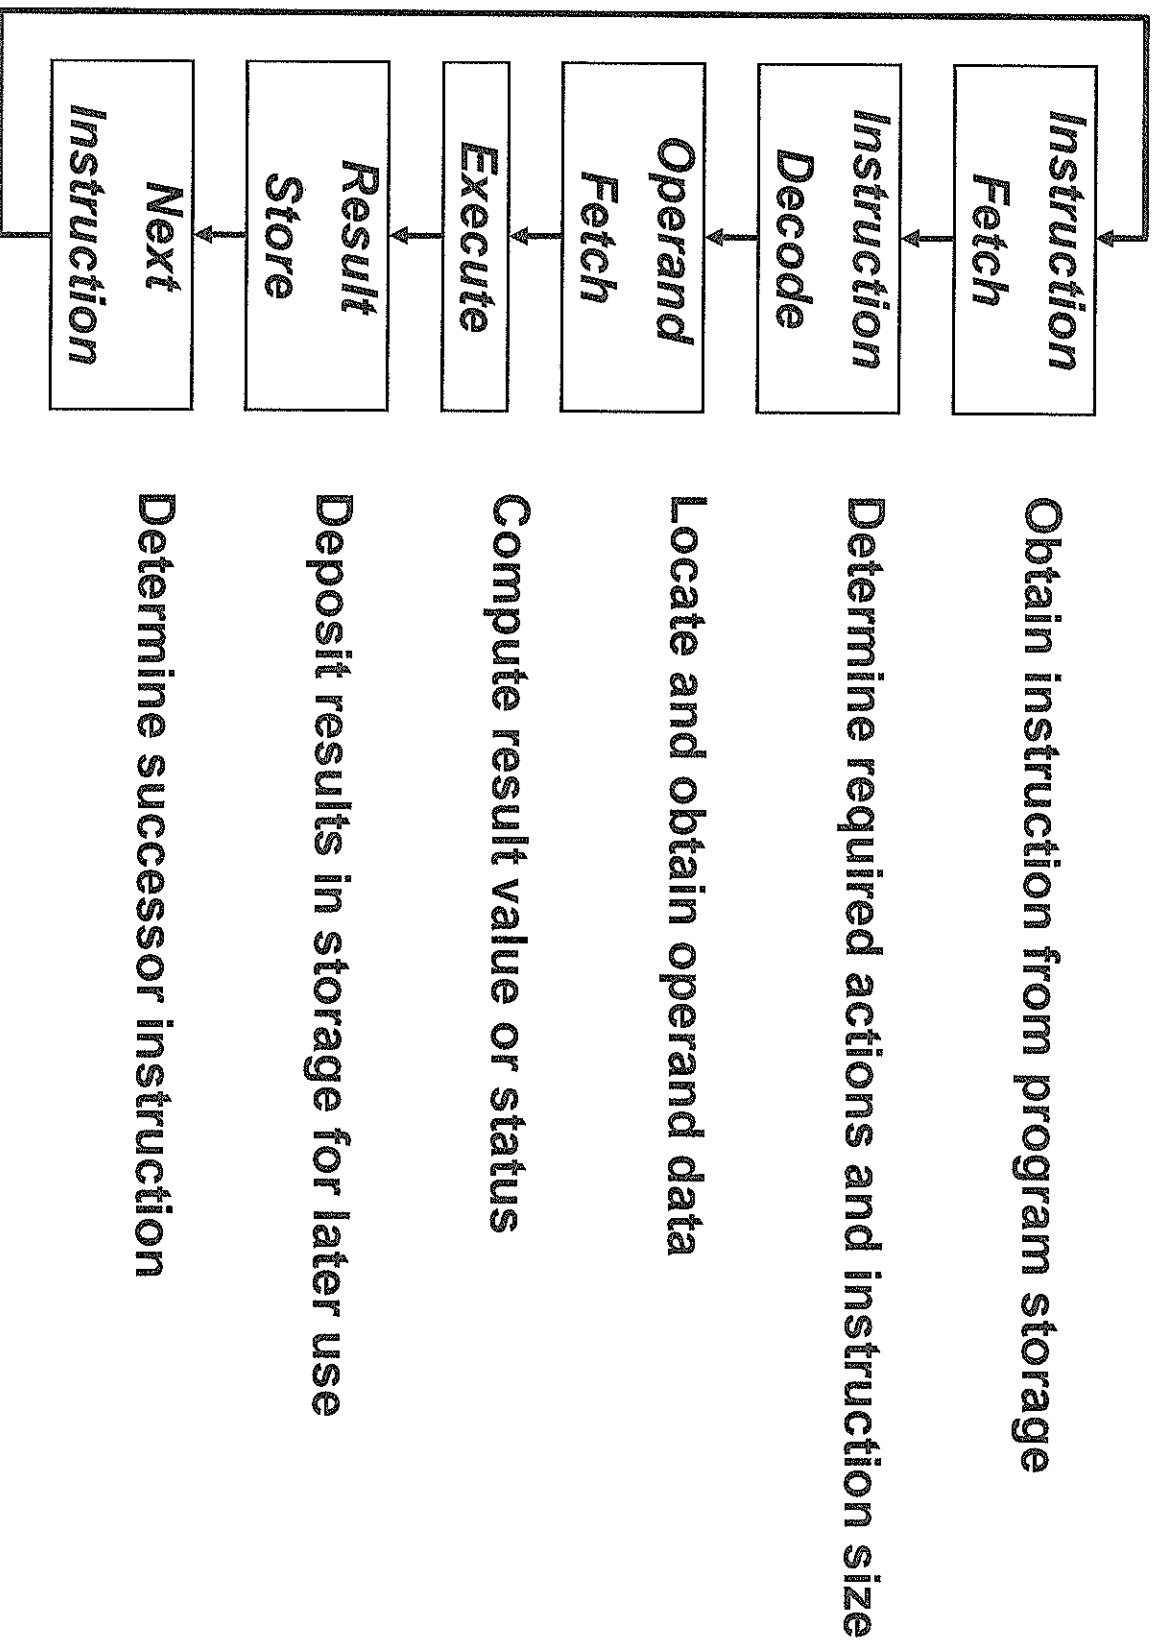 Instruction
Fetch
Obtain instruction from program storage
Instruction
Decode
Determine required actions and instruction size
Operand
Fetch
Locate and obtain operand data
Execute
Compute result value or status
Result
Store
Deposit results in storage for later use
Next
Instruction
Determine successor instruction